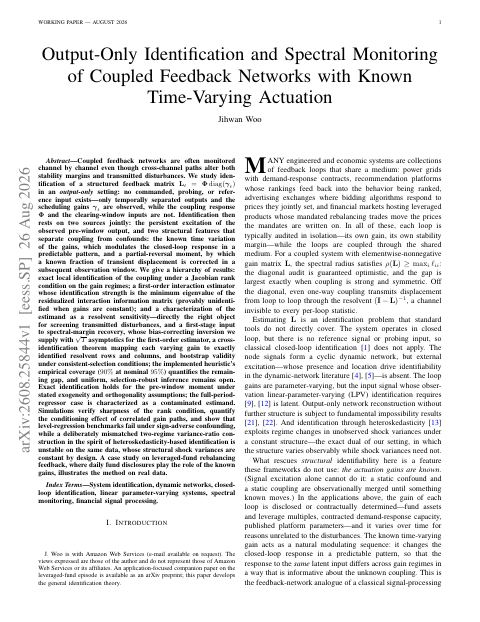 WORKING PAPER — AUGUST 2026
1
Output-Only Identification and Spectral Monitoring
of Coupled Feedback Networks with Known
Time-Varying Actuation
Jihwan Woo
arXiv:2608.25844v1 [eess.SP] 26 Aug 2026
Abstract—Coupled feedback networks are often monitored
channel by channel even though cross-channel paths alter both
stability margins and transmitted disturbances. We study iden-
tification of a structured feedback matrix Lₜ = Φ diag(γₜ)
in an output-only setting: no commanded, probing, or refer-
ence input exists—only temporally separated outputs and the
scheduling gains γₜ are observed, while the coupling response
Φ and the clearing-window inputs are not. Identification then
rests on two sources jointly: the persistent excitation of the
observed pre-window output, and two structural features that
separate coupling from confounds: the known time variation
of the gains, which modulates the closed-loop response in a
predictable pattern, and a partial-reversal moment, by which
a known fraction of transient displacement is corrected in a
subsequent observation window. We give a hierarchy of results:
exact local identification of the coupling under a Jacobian rank
condition on the gain regimes; a first-order interaction estimator
whose identification strength is the minimum eigenvalue of the
residualized interaction information matrix (provably unidenti-
fied when gains are constant); and a characterization of the
estimand as a resolvent sensitivity—directly the right object
for screening transmitted disturbances, and a first-stage input
to spectral-margin recovery, whose bias-correcting inversion we
supply with √T asymptotics for the first-order estimator, a cross-
identification theorem mapping each varying gain to exactly
identified resolved rows and columns, and bootstrap validity
under consistent-selection conditions; the implemented heuristic's
empirical coverage (90% at nominal 95%) quantifies the remain-
ing gap, and uniform, selection-robust inference remains open.
Exact identification holds for the pre-window moment under
stated exogeneity and orthogonality assumptions; the full-period-
regressor case is characterized as a contaminated estimand.
Simulations verify sharpness of the rank condition, quantify
the conditioning effect of correlated gain paths, and show that
level-regression benchmarks fail under sign-adverse confounding,
while a deliberately mismatched two-regime variance-ratio con-
traction in the spirit of heteroskedasticity-based identification is
unstable on the same data, whose structural shock variances are
constant by design. A case study on leveraged-fund rebalancing
feedback, where daily fund disclosures play the role of the known
gains, illustrates the method on real data.
Index Terms—System identification, dynamic networks, closed-
loop identification, linear parameter-varying systems, spectral
monitoring, financial signal processing.
I. INTRODUCTION
J. Woo is with Amazon Web Services (e-mail available on request). The
views expressed are those of the author and do not represent those of Amazon
Web Services or its affiliates. An application-focused companion paper on the
leveraged-fund episode is available as an arXiv preprint; this paper develops
the general identification theory.
MANY engineered and economic systems are collections
of feedback loops that share a medium: power grids
with demand-response contracts, recommendation platforms
whose rankings feed back into the behavior being ranked,
advertising exchanges where bidding algorithms respond to
prices they jointly set, and financial markets hosting leveraged
products whose mandated rebalancing trades move the prices
the mandates are written on. In all of these, each loop is
typically audited in isolation—its own gain, its own stability
margin—while the loops are coupled through the shared
medium. For a coupled system with elementwise-nonnegative
gain matrix L, the spectral radius satisfies ρ(L) ≥ maxᵢ ℓᵢᵢ:
the diagonal audit is guaranteed optimistic, and the gap is
largest exactly when coupling is strong and symmetric. Off
the diagonal, even one-way coupling transmits displacement
from loop to loop through the resolvent (I − L)⁻¹, a channel
invisible to every per-loop statistic.
Estimating L is an identification problem that standard
tools do not directly cover. The system operates in closed
loop, but there is no reference signal or probing input, so
classical closed-loop identification [1] does not apply. The
node signals form a cyclic dynamic network, but external
excitation—whose presence and location drive identifiability
in the dynamic-network literature [4], [5]—is absent. The loop
gains are parameter-varying, but the input signal whose obser-
vation linear-parameter-varying (LPV) identification requires
[9], [12] is latent. Output-only network reconstruction without
further structure is subject to fundamental impossibility results
[21], [22]. And identification through heteroskedasticity [13]
exploits regime changes in unobserved shock variances under
a constant structure—the exact dual of our setting, in which
the structure varies observably while shock variances need not.
What rescues structural identifiability here is a feature
these frameworks do not use: the actuation gains are known.
(Signal excitation alone cannot do it: a static confound and
a static coupling are observationally merged until something
known moves.) In the applications above, the gain of each
loop is disclosed or contractually determined—fund assets
and leverage multiples, contracted demand-response capacity,
published platform parameters—and it varies over time for
reasons unrelated to the disturbances. The known time-varying
gain acts as a natural modulating sequence: it changes the
closed-loop response in a predictable pattern, so that the
response to the same latent input differs across gain regimes in
a way that is informative about the unknown coupling. This is
the feedback-network analogue of a classical signal-processing